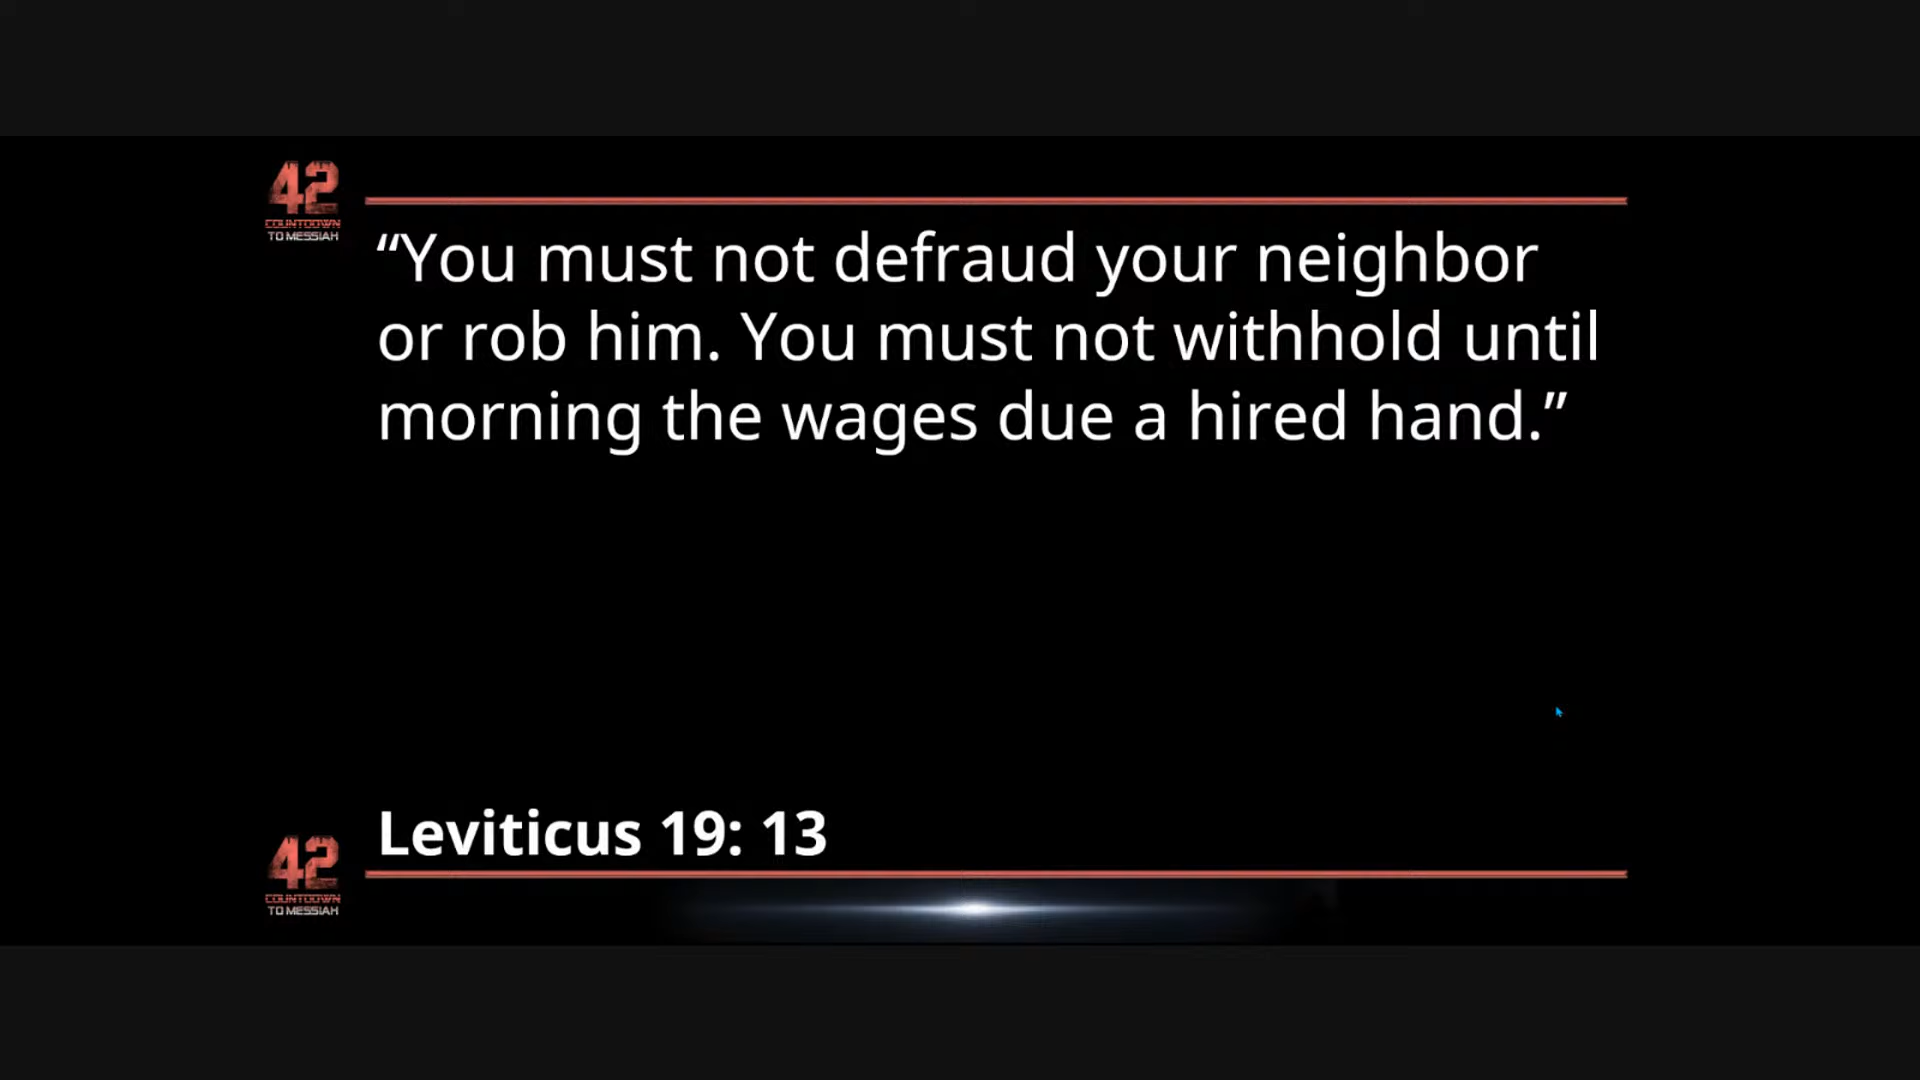 42
COUNTDOWN
TO MESSIAH
“You must not defraud your neighbor
or rob him. You must not withhold until
morning the wages due a hired hand.”
Leviticus 19: 13
42
COUNTDOWN
TO MESSIAH